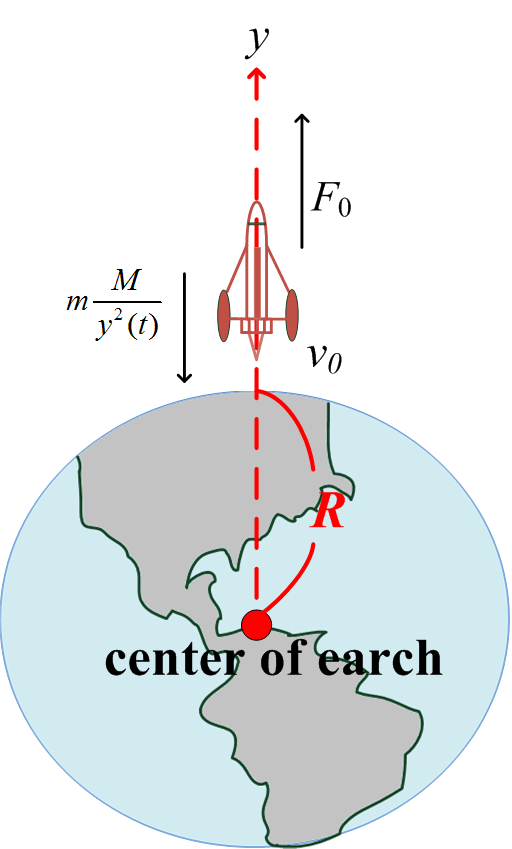 y
F₀
m M/y²(t)
v₀
R
center of earch